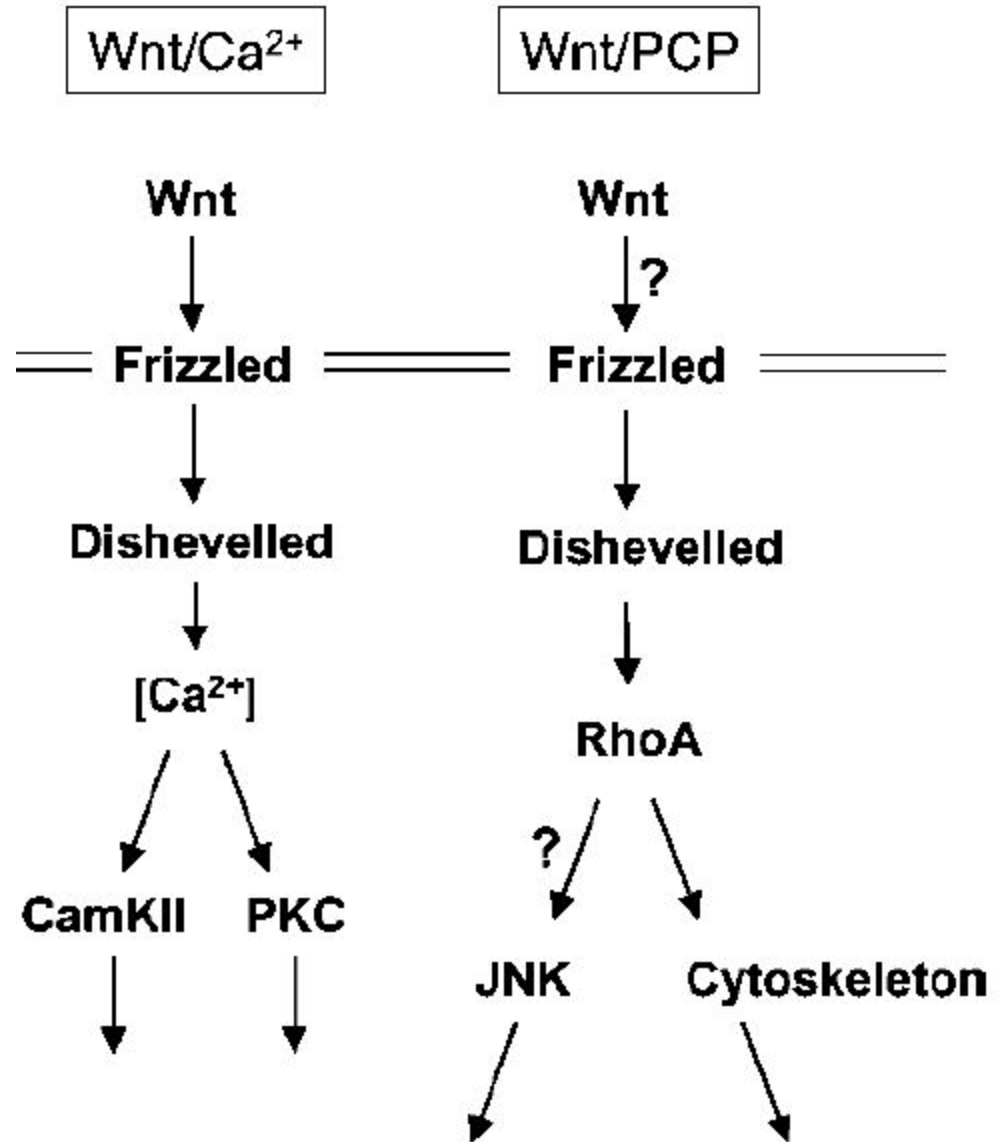 Wnt/Ca²⁺
Wnt/PCP
Wnt
Wnt
?
Frizzled
Frizzled
Dishevelled
Dishevelled
[Ca²⁺]
RhoA
?
CamKII
PKC
JNK
Cytoskeleton